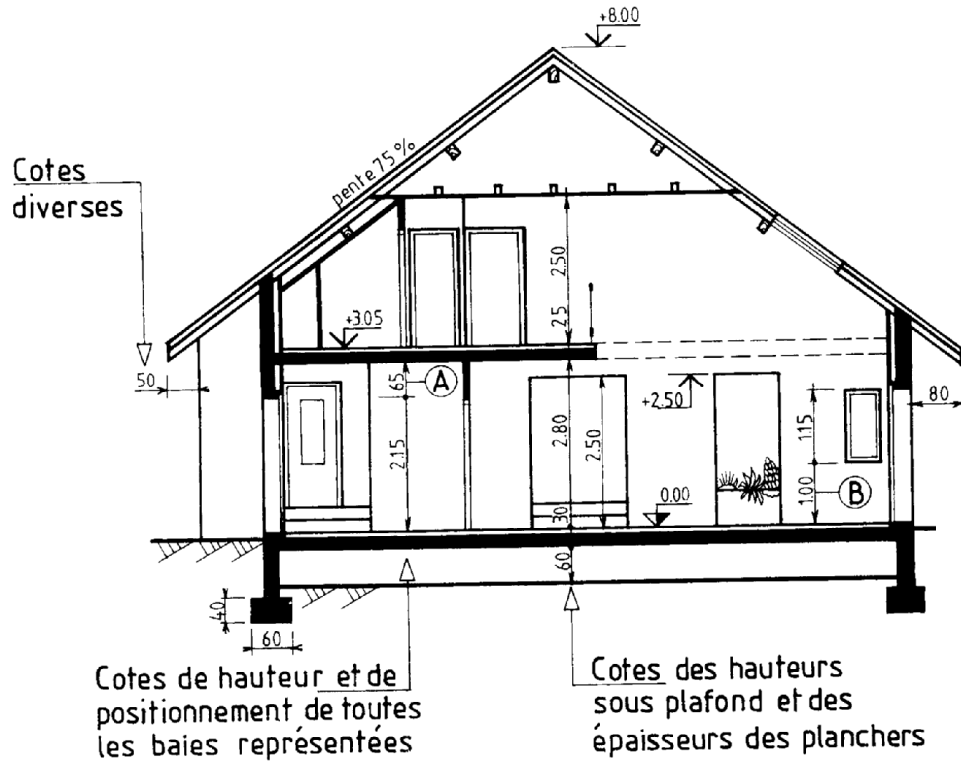 +8.00
Cotes
diverses
pente 75%
250
+3.05
25
50
65
A
+2.50
80
2.15
2.80
2.50
1.15
1.00
B
0.00
30
60
40
60
Cotes de hauteur et de
positionnement de toutes
les baies représentées
Cotes des hauteurs
sous plafond et des
épaisseurs des planchers